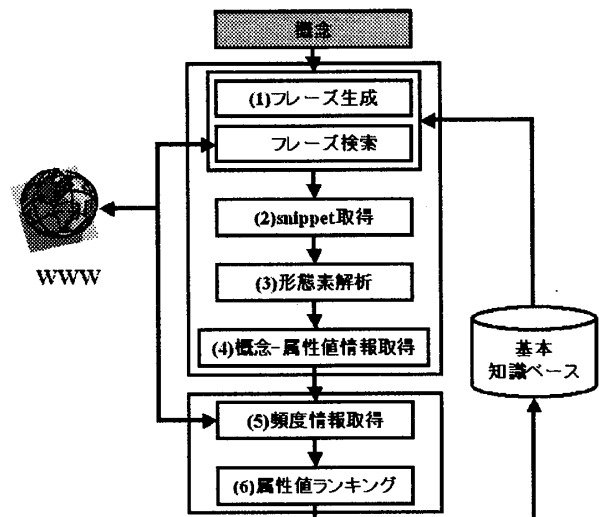 概念
(1)フレーズ生成
フレーズ検索
(2)snippet取得
(3)形態素解析
(4)概念-属性値情報取得
WWW
基本
知識ベース
(5)頻度情報取得
(6)属性値ランキング